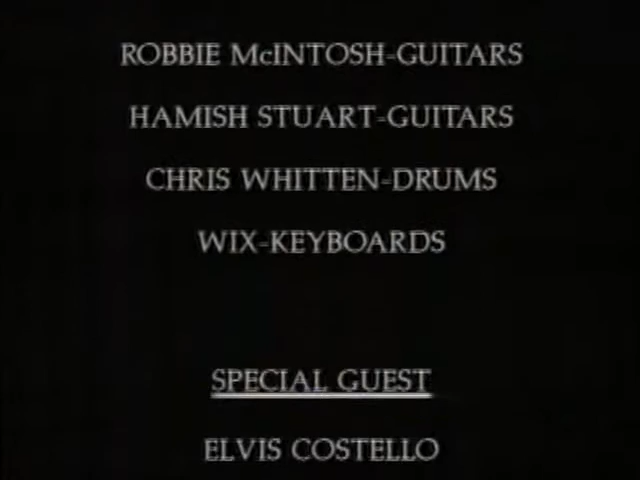 ROBBIE McINTOSH-GUITARS
HAMISH STUART-GUITARS
CHRIS WHITTEN-DRUMS
WIX-KEYBOARDS
SPECIAL GUEST
ELVIS COSTELLO